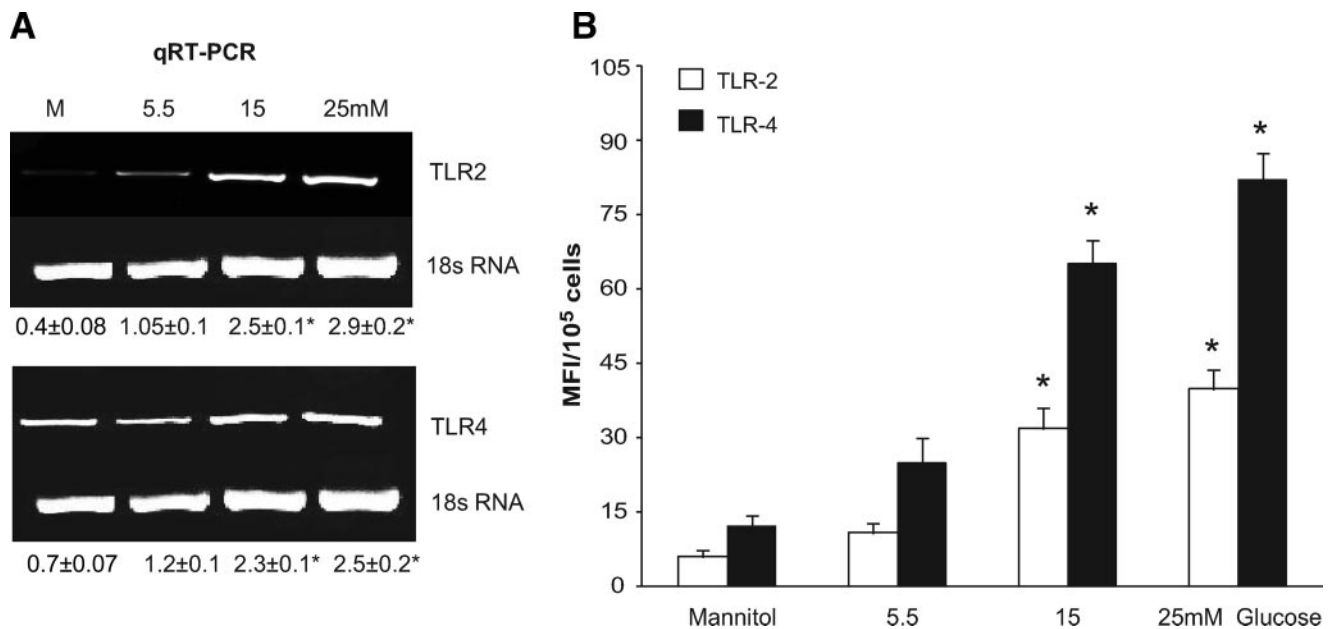 A
qRT-PCR
M 5.5 15 25mM
TLR2
18s RNA
0.4±0.08 1.05±0.1 2.5±0.1* 2.9±0.2*
TLR4
18s RNA
0.7±0.07 1.2±0.1 2.3±0.1* 2.5±0.2*
B
TLR-2
TLR-4
MFI/10⁵ cells
105
90
75
60
45
30
15
0
* *
* *
Mannitol 5.5 15 25mM Glucose